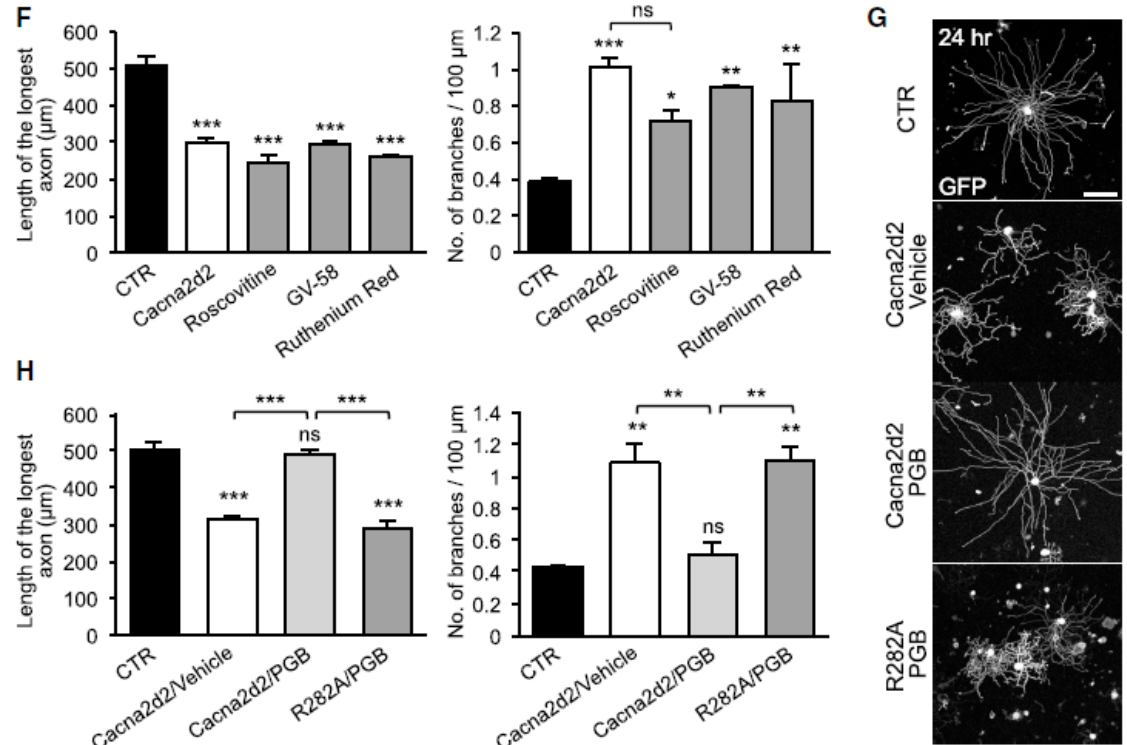 F
600
500
400
300
200
100
0
Length of the longest
axon (µm)
***
***
***
***
CTR
Cacna2d2
Roscovitine
GV-58
Ruthenium Red
1.2
1
0.8
0.6
0.4
0.2
0
No. of branches / 100 µm
ns
***
*
**
**
CTR
Cacna2d2
Roscovitine
GV-58
Ruthenium Red
G
24 hr
GFP
CTR
Cacna2d2
Vehicle
Cacna2d2
PGB
R282A
PGB
H
600
500
400
300
200
100
0
Length of the longest
axon (µm)
***
***
***
ns
***
CTR
Cacna2d2/Vehicle
Cacna2d2/PGB
R282A/PGB
1.4
1.2
1
0.8
0.6
0.4
0.2
0
No. of branches / 100 µm
**
**
**
ns
**
CTR
Cacna2d2/Vehicle
Cacna2d2/PGB
R282A/PGB